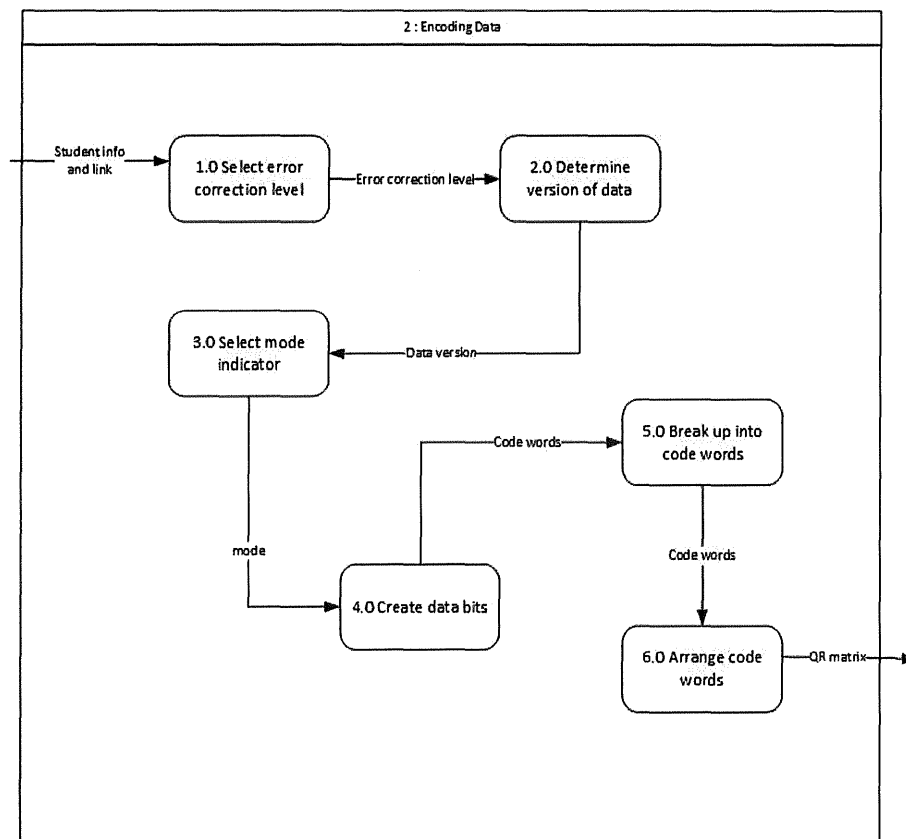 2 : Encoding Data
Student info
and link
1.0 Select error
correction level
Error correction level
2.0 Determine
version of data
3.0 Select mode
indicator
Data version
Code words
5.0 Break up into
code words
mode
Code words
4.0 Create data bits
6.0 Arrange code
words
QR matrix